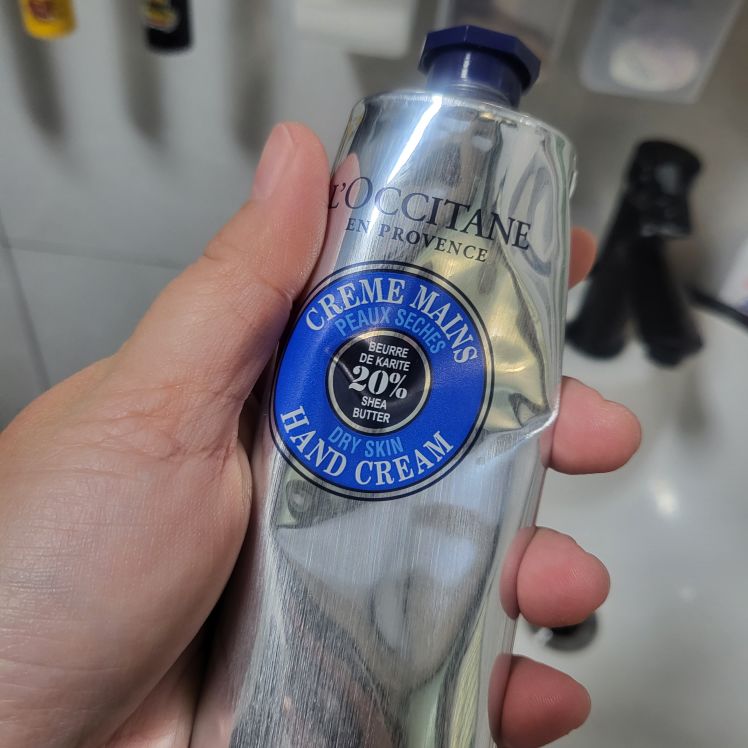 L'OCCITANE
EN PROVENCE
CREME MAINS
PEAUX SECHES
BEURRE
DE KARITE
20%
SHEA
BUTTER
DRY SKIN
HAND CREAM